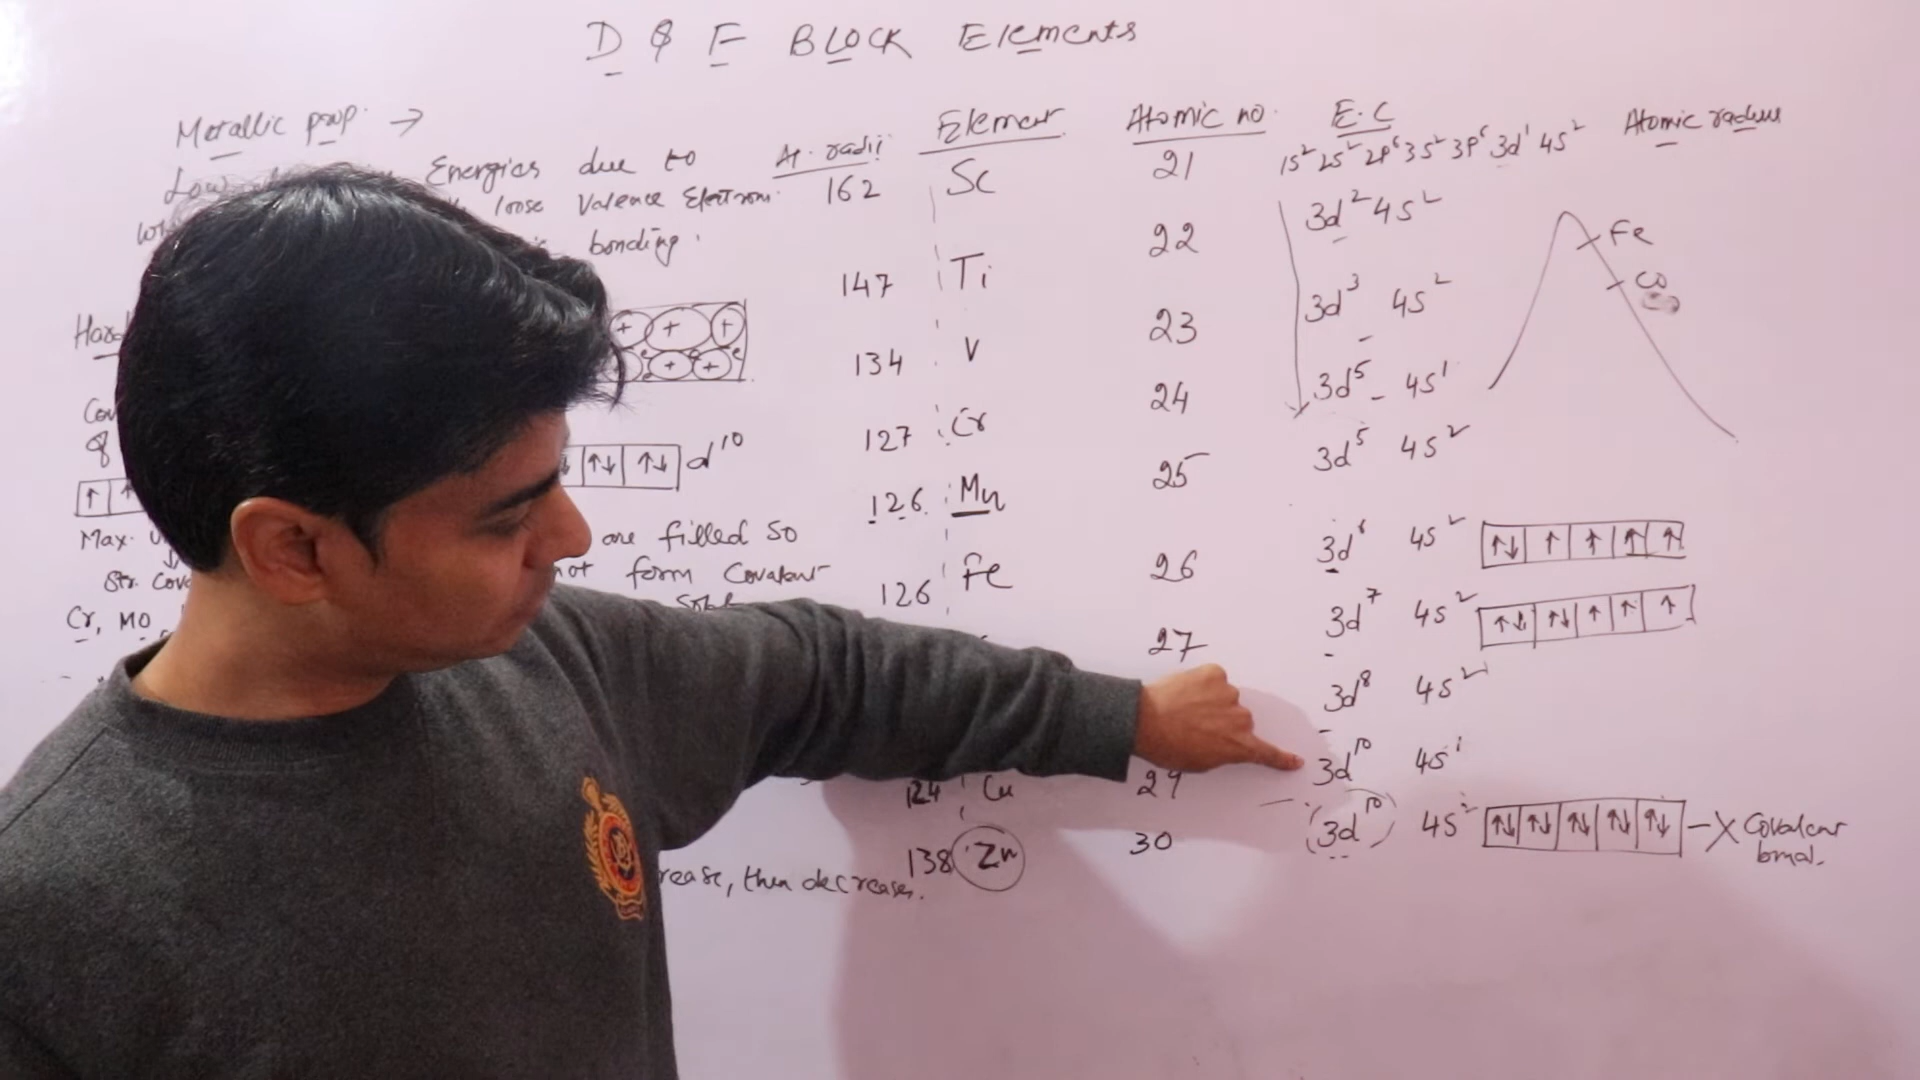 D & F BLOCK Elements
Metallic prop. →
Low Energies due to
loose Valence Electrons
bonding.
At. radii Element Atomic no. E.C Atomic radius
162 Sc 21 1s² 2s² 2p⁶ 3s² 3p⁶ 3d¹ 4s²
147 Ti 22 3d² 4s²
134 V 23 3d³ 4s²
127 Cr 24 3d⁵ 4s¹
126 Mn 25 3d⁵ 4s²
126 Fe 26 3d⁶ 4s² ↑↓ ↑ ↑ ↑ ↑
27 3d⁷ 4s² ↑↓ ↑↓ ↑ ↑ ↑
3d⁸ 4s²
124 Cu 29 3d¹⁰ 4s¹
138 Zn 30 3d¹⁰ 4s² ↑↓ ↑↓ ↑↓ ↑↓ ↑↓ —X Covalent
bond.
Fe
Co
+ + +
+ +
↑↓ ↑↓ d¹⁰
Max.
are filled so
form Covalent
Cr, Mo
, then decreases.